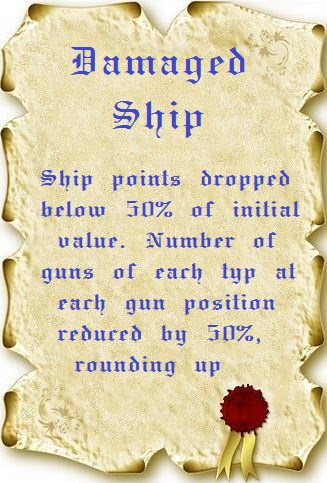 Damaged
Ship
Ship points dropped
below 50% of initial
value. Number of
guns of each typ at
each gun position
reduced by 50%,
rounding up